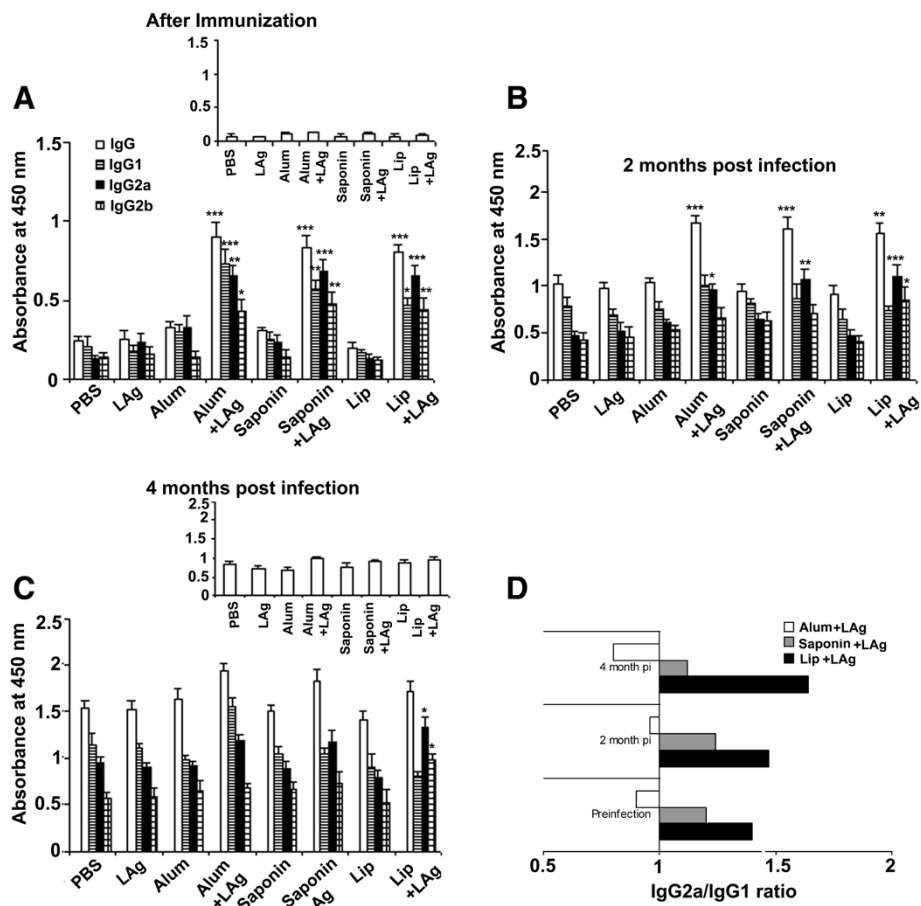 After Immunization
A
1.5
1
0.5
0
PBS
LAg
Alum
Alum
+LAg
Saponin
Saponin
+LAg
Lip
Lip
+LAg
Absorbance at 450 nm
1.5
1
0.5
0
IgG
IgG1
IgG2a
IgG2b
***
***
**
*
***
**
***
**
***
*
***
**
PBS
LAg
Alum
Alum
+LAg
Saponin
Saponin
+LAg
Lip
Lip
+LAg
B
2 months post infection
Absorbance at 450 nm
2
1.5
1
0.5
0
***
*
***
**
**
***
*
PBS
LAg
Alum
Alum
+LAg
Saponin
Saponin
+LAg
Lip
Lip
+LAg
4 months post infection
C
2
1.5
1
0.5
0
PBS
LAg
Alum
Alum
+LAg
Saponin
Saponin
+LAg
Lip
Lip
+LAg
Absorbance at 450 nm
2
1.5
1
0.5
0
*
*
PBS
LAg
Alum
Alum
+LAg
Saponin
Saponin
Ag
Lip
Lip
+LAg
D
Alum+LAg
Saponin +LAg
Lip +LAg
4 month pi
2 month pi
Preinfection
0.5
1
1.5
2
IgG2a/IgG1 ratio